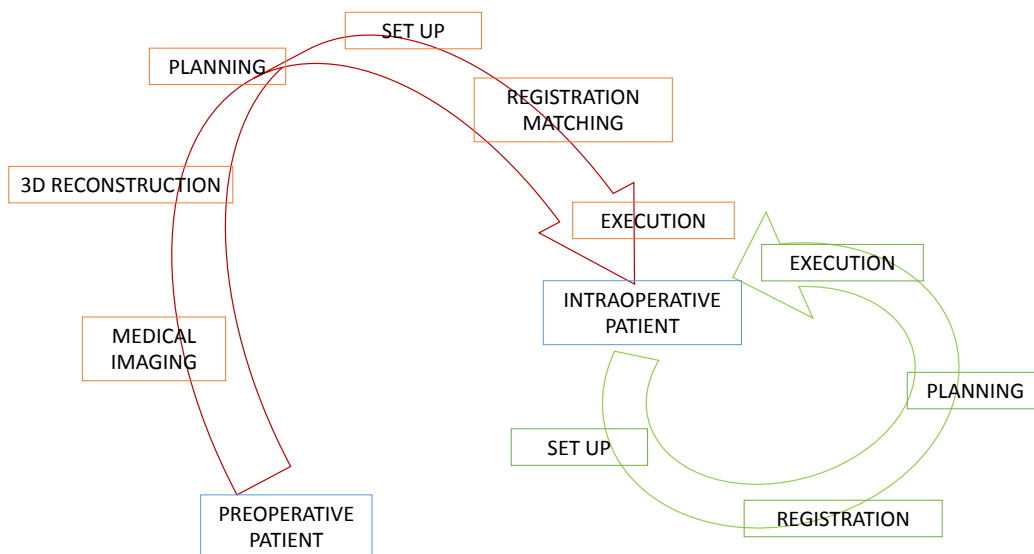 SET UP
PLANNING
REGISTRATION
MATCHING
3D RECONSTRUCTION
EXECUTION
EXECUTION
INTRAOPERATIVE
PATIENT
MEDICAL
IMAGING
PLANNING
SET UP
PREOPERATIVE
PATIENT
REGISTRATION